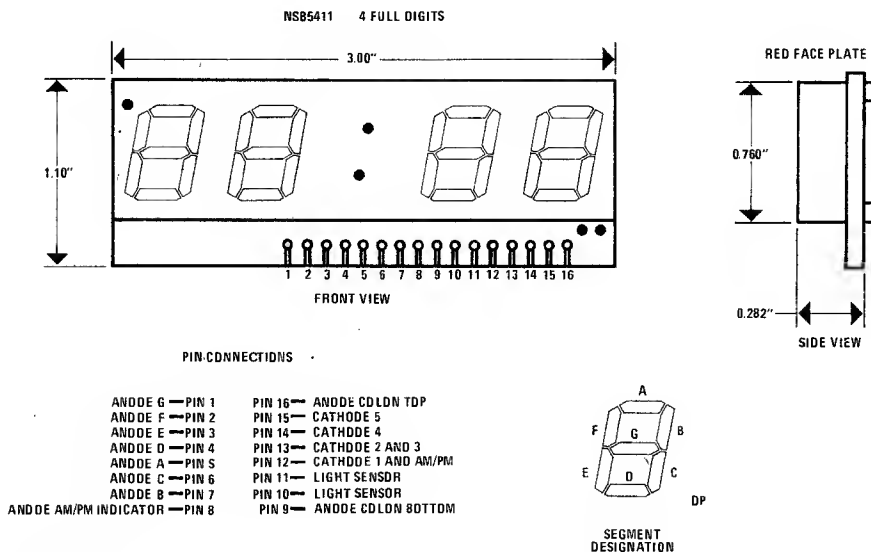 NSB5411 4 FULL DIGITS
3.00"
RED FACE PLATE
1.10"
0.760"
1 2 3 4 5 6 7 8 9 10 11 12 13 14 15 16
FRONT VIEW
0.282"
SIDE VIEW
PIN CONNECTIONS
ANODE G — PIN 1
ANODE F — PIN 2
ANODE E — PIN 3
ANODE D — PIN 4
ANODE A — PIN 5
ANODE C — PIN 6
ANODE B — PIN 7
ANODE AM/PM INDICATOR — PIN 8
PIN 16 — ANODE COLON TOP
PIN 15 — CATHODE 5
PIN 14 — CATHODE 4
PIN 13 — CATHODE 2 AND 3
PIN 12 — CATHODE 1 AND AM/PM
PIN 11 — LIGHT SENSOR
PIN 10 — LIGHT SENSOR
PIN 9 — ANODE COLON BOTTOM
A
F
B
G
E
D
C
DP
SEGMENT
DESIGNATION